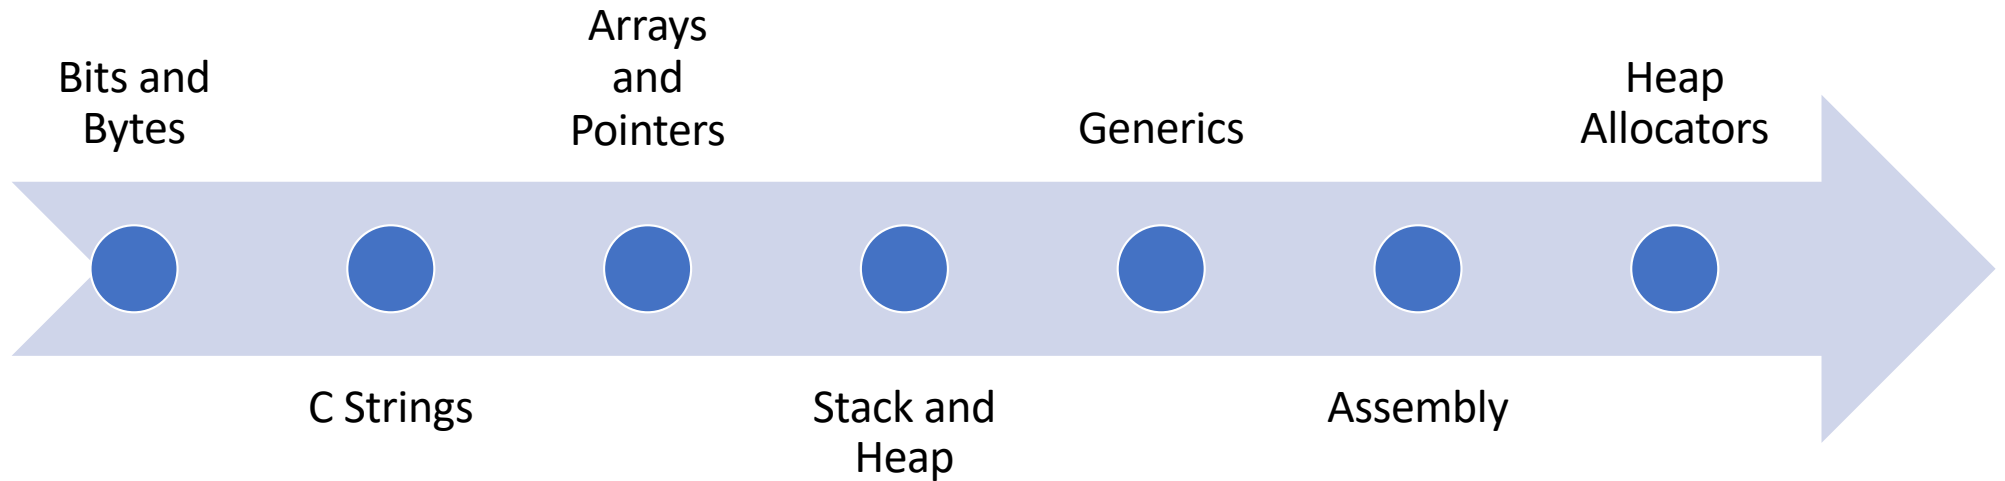 Bits and
Bytes
C Strings
Arrays
and
Pointers
Stack and
Heap
Generics
Assembly
Heap
Allocators